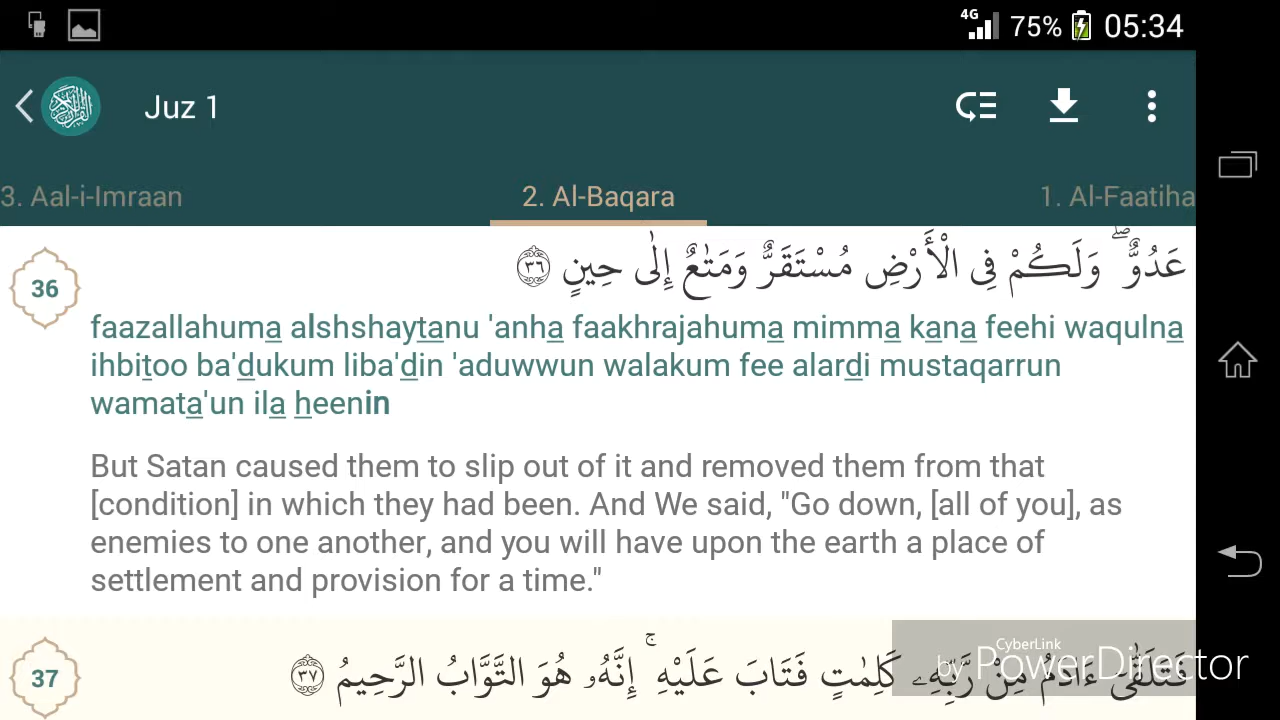 4G 75% 05:34
Juz 1
3. Aal-i-Imraan 2. Al-Baqara 1. Al-Faatiha
عَدُوٌّ ۖ وَلَكُمْ فِى الْأَرْضِ مُسْتَقَرٌّ وَمَتَٰعٌ إِلَىٰ حِينٍ ٣٦
36
faazallahuma alshshaytanu 'anha faakhrajahuma mimma kana feehi waqulna
ihbitoo ba'dukum liba'din 'aduwwun walakum fee alardi mustaqarrun
wamata'un ila heenin
But Satan caused them to slip out of it and removed them from that
[condition] in which they had been. And We said, "Go down, [all of you], as
enemies to one another, and you will have upon the earth a place of
settlement and provision for a time."
37
فَتَلَقَّىٰٓ ءَادَمُ مِنْ رَّبِّهِۦ كَلِمَٰتٍ فَتَابَ عَلَيْهِ ۚ إِنَّهُۥ هُوَ التَّوَّابُ الرَّحِيمُ ٣٧
CyberLink
by PowerDirector